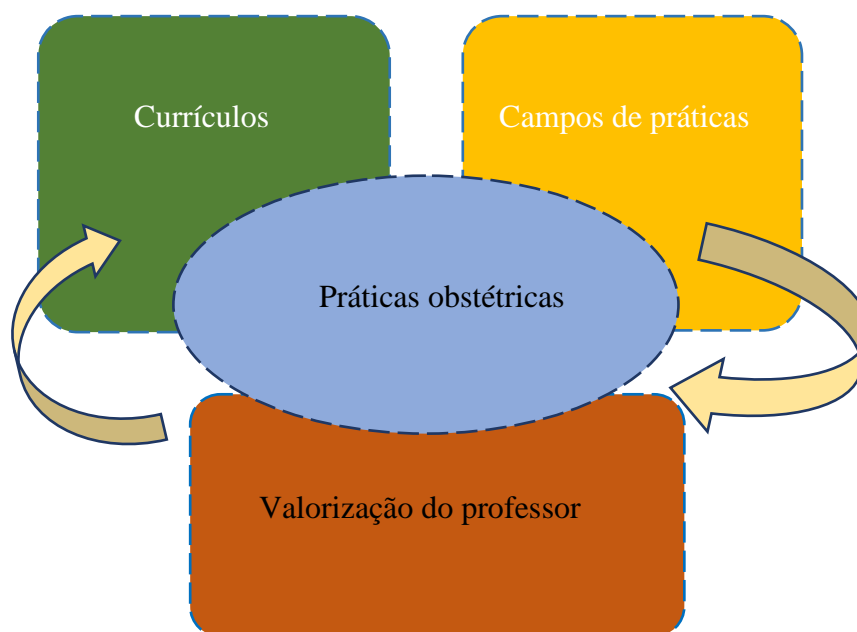 Currículos
Campos de práticas
Práticas obstétricas
Valorização do professor